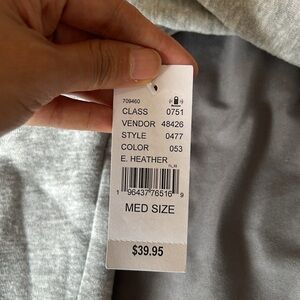 709460
CLASS 0751
VENDOR 48426
STYLE 0477
COLOR 053
E. HEATHER
1 96437 76516 9
MED SIZE
$39.95